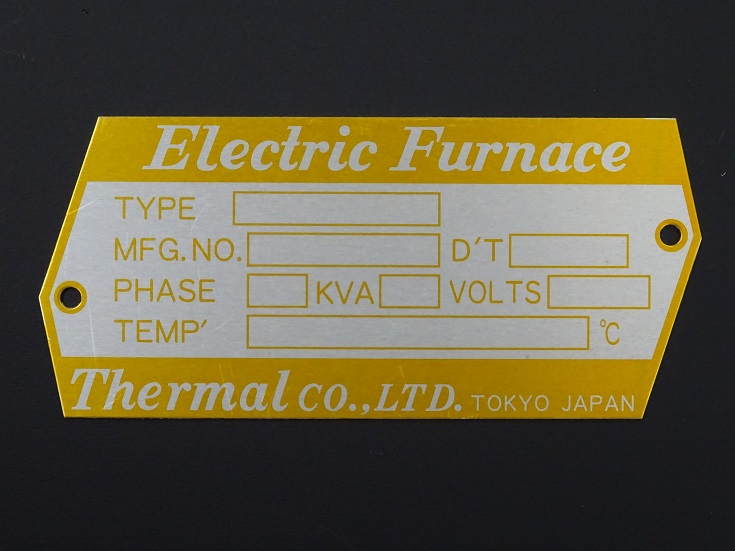 Electric Furnace
TYPE
MFG. NO. D'T
PHASE KVA VOLTS
TEMP' °C
Thermal CO., LTD. TOKYO JAPAN